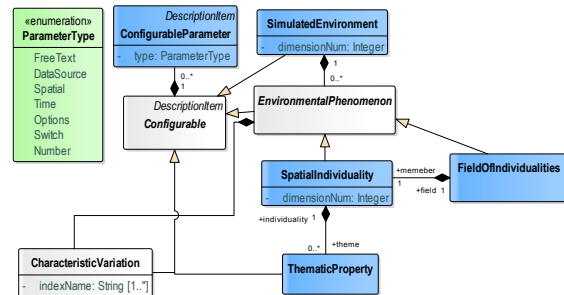 «enumeration»
ParameterType
FreeText
DataSource
Spatial
Time
Options
Switch
Number
DescriptionItem
ConfigurableParameter
- type: ParameterType
0..*
1
SimulatedEnvironment
- dimensionNum: Integer
1
0..*
DescriptionItem
Configurable
EnvironmentalPhenomenon
SpatialIndividuality
- dimensionNum: Integer
+memeber
1
+field 1
FieldOfIndividualities
+individuality 1
0..*
+theme
ThematicProperty
CharacteristicVariation
- indexName: String [1..*]